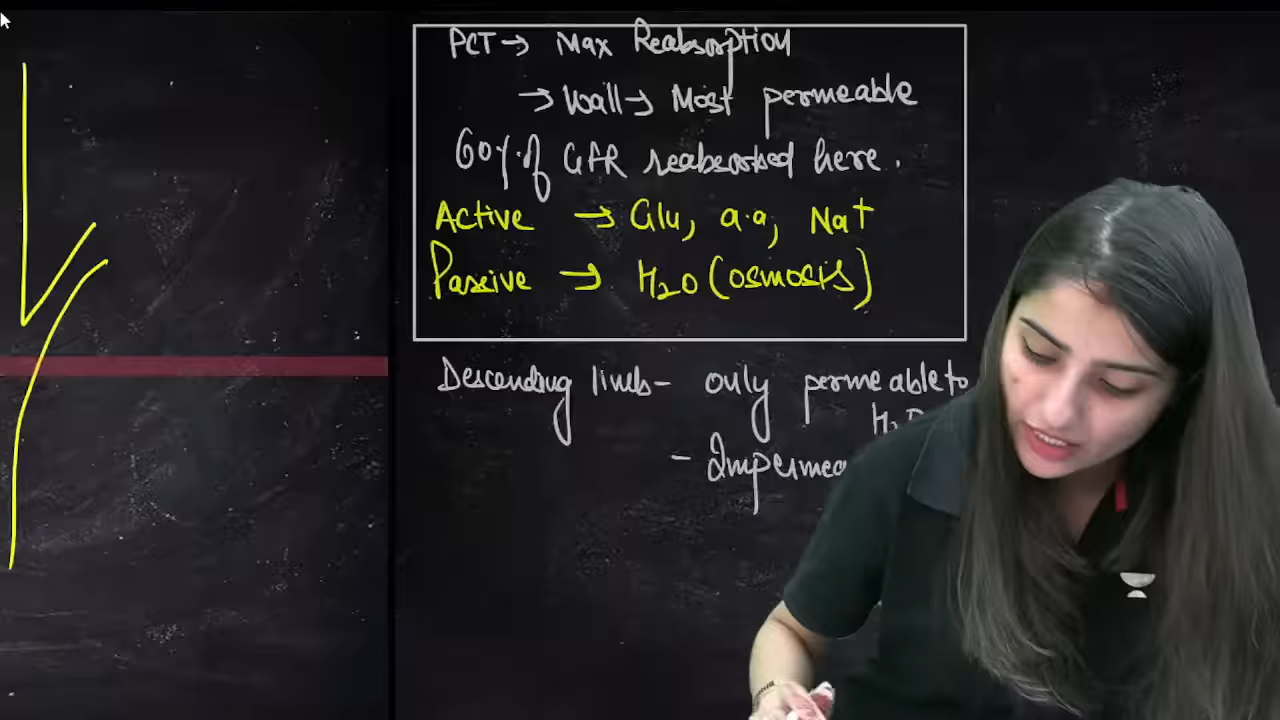 PCT → Max Reabsorption
→ Wall → Most permeable
60% of GFR reabsorbed here.
Active → Glu, a.a, Na+
Passive → H2O (osmosis)
Descending limb - only permeable to
H2O
- Impermea